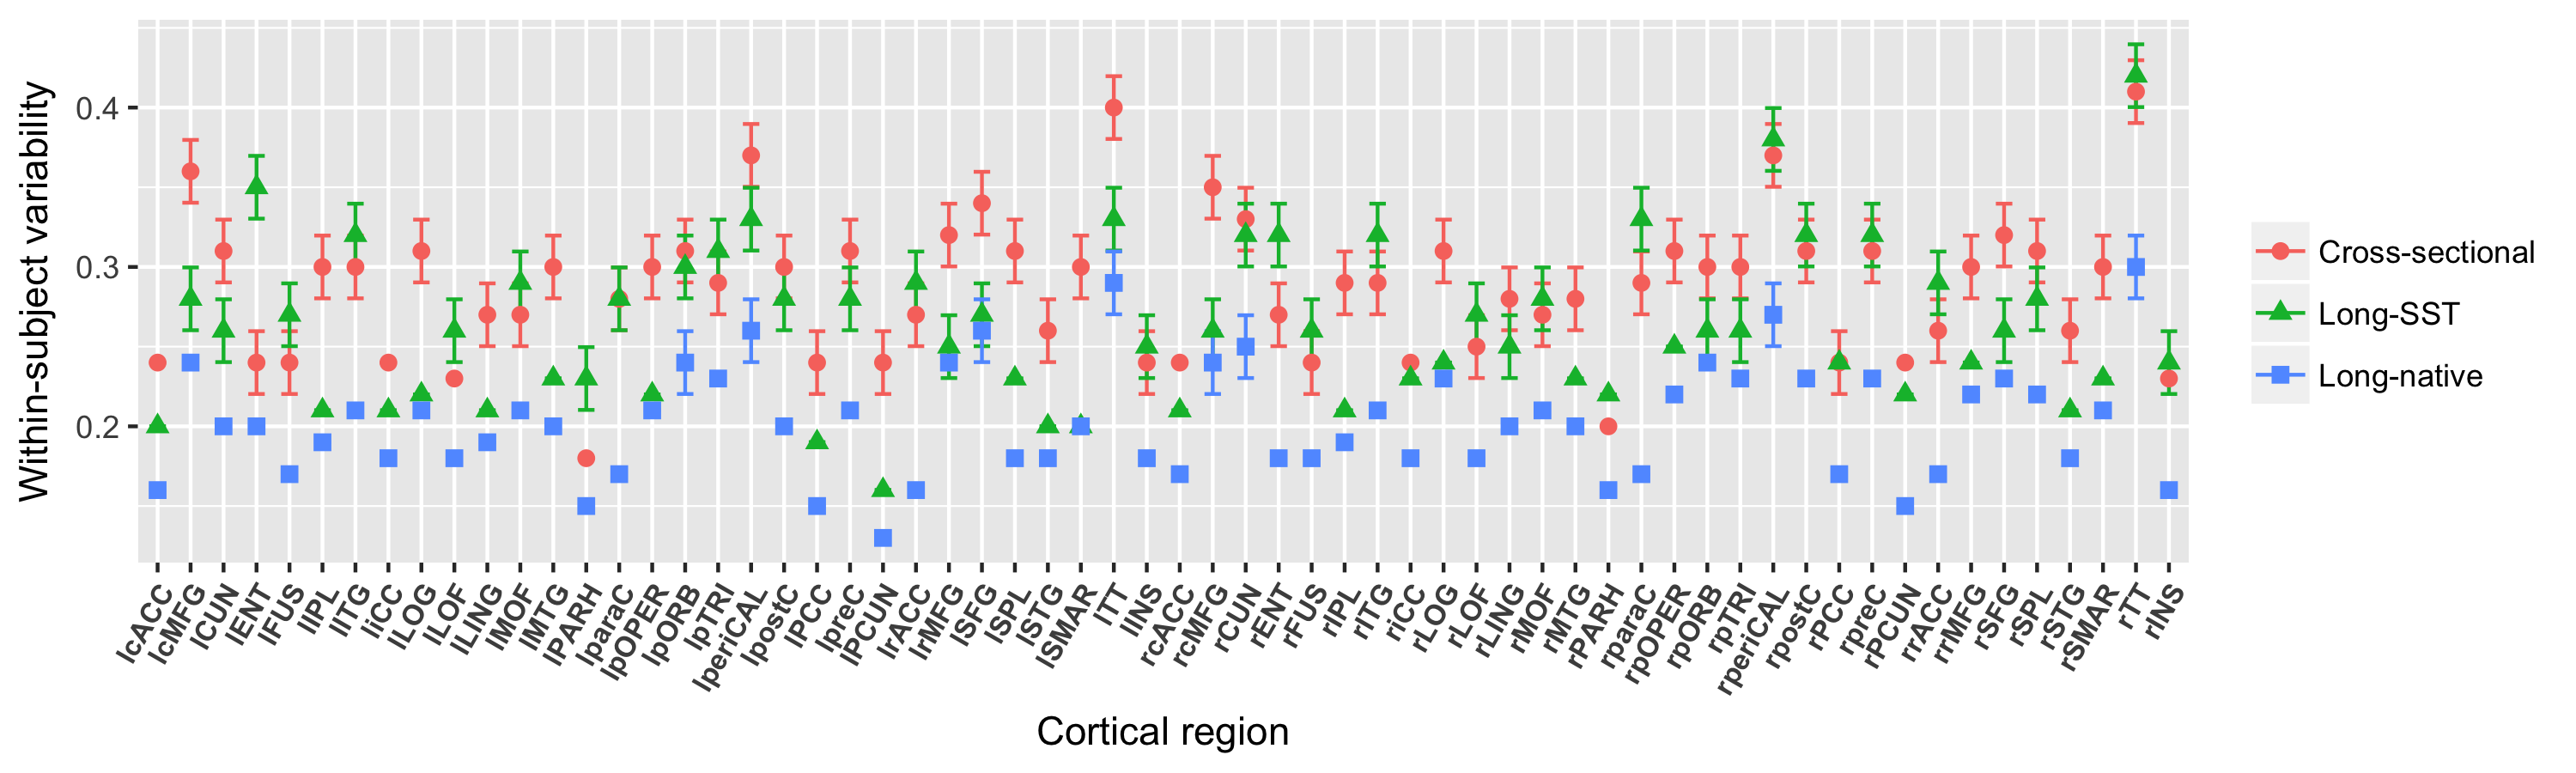 Within-subject variability
0.4
0.3
0.2
lcACC
lcMFG
lCUN
lENT
lFUS
lIPL
lITG
liCC
lLOG
lLOF
lLING
lMOF
lMTG
lPARH
lparaC
lpOPER
lpORB
lpTRI
lperiCAL
lpostC
lPCC
lpreC
lPCUN
lrACC
lrMFG
lSFG
lSPL
lSTG
lSMAR
lTT
lINS
rcACC
rcMFG
rCUN
rENT
rFUS
rIPL
rITG
riCC
rLOG
rLOF
rLING
rMOF
rMTG
rPARH
rparaC
rpOPER
rpORB
rpTRI
rperiCAL
rpostC
rPCC
rpreC
rPCUN
rrACC
rrMFG
rSFG
rSPL
rSTG
rSMAR
rTT
rINS
Cortical region
Cross-sectional
Long-SST
Long-native